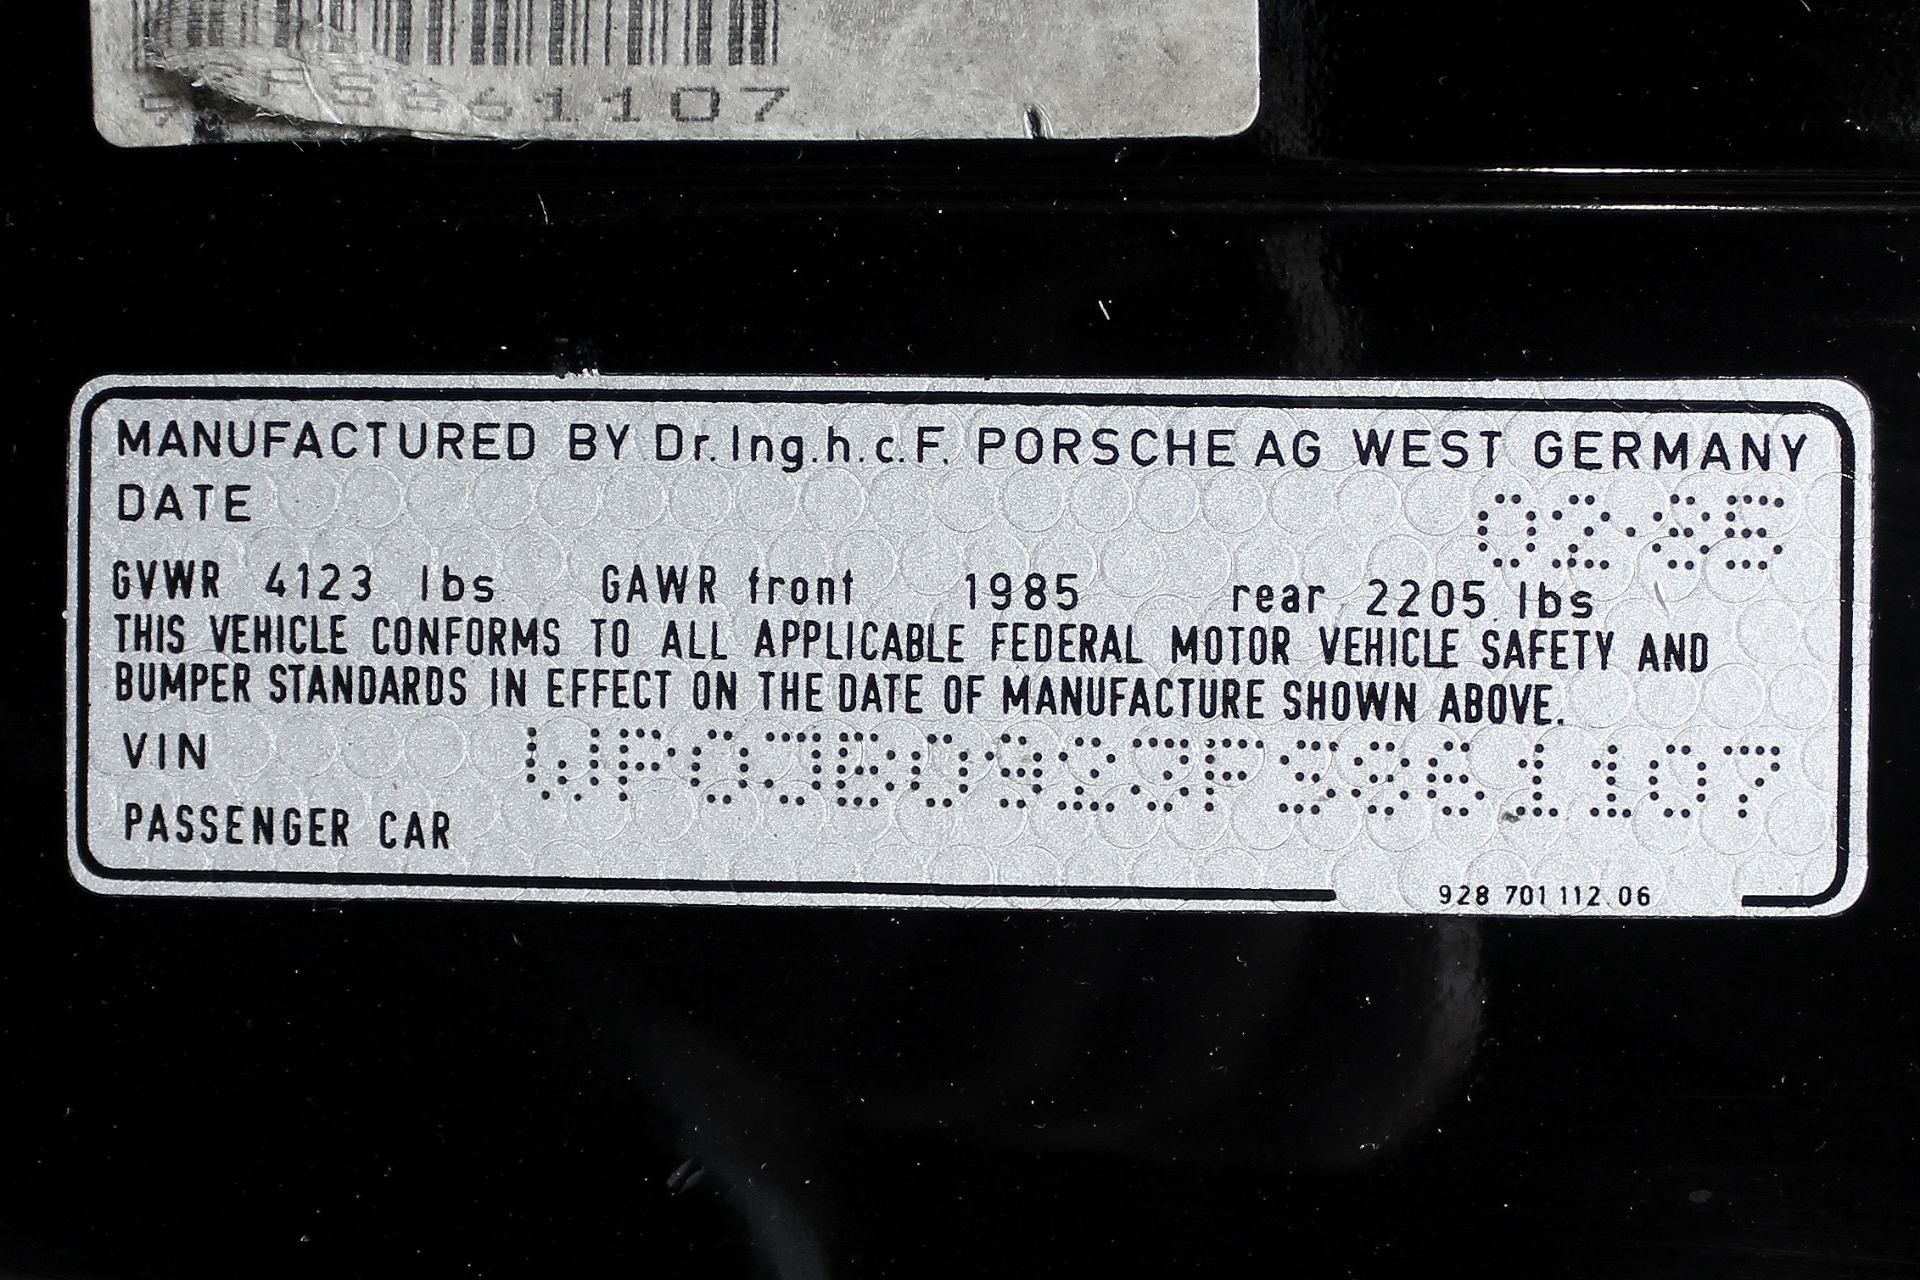 FS861107
MANUFACTURED BY Dr.Ing.h.c.F. PORSCHE AG WEST GERMANY
DATE 02·85
GVWR 4123 lbs GAWR front 1985 rear 2205 lbs
THIS VEHICLE CONFORMS TO ALL APPLICABLE FEDERAL MOTOR VEHICLE SAFETY AND
BUMPER STANDARDS IN EFFECT ON THE DATE OF MANUFACTURE SHOWN ABOVE.
VIN WP0JB0923FS861107
PASSENGER CAR
928 701 112.06